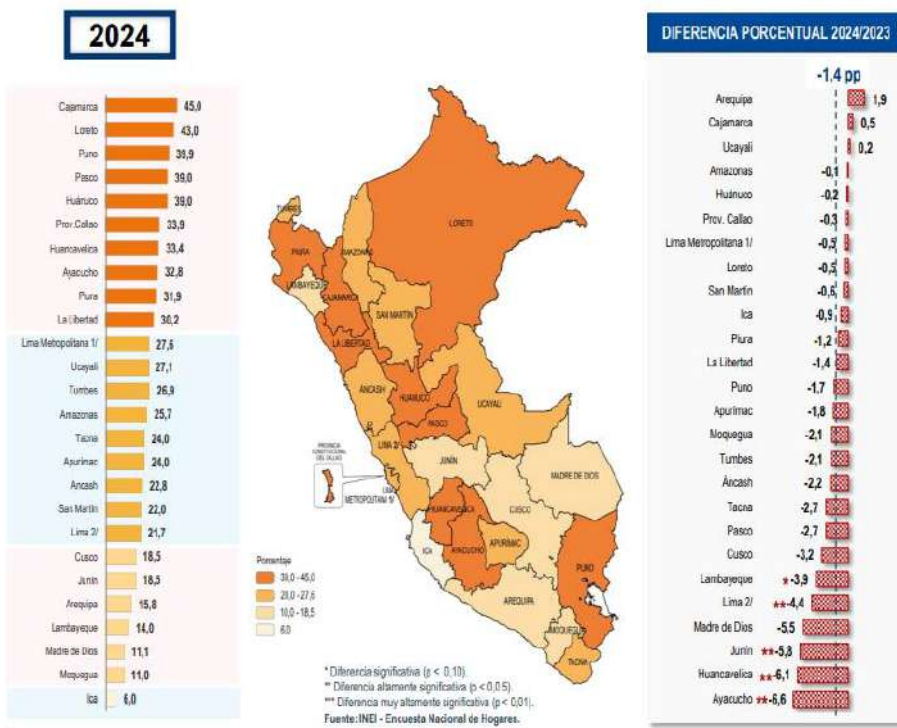 2024
Cajamarca 45,0
Loreto 43,0
Puno 39,9
Pasco 39,0
Huánuco 39,0
Prov. Callao 33,9
Huancavelica 33,4
Ayacucho 32,8
Piura 31,9
La Libertad 30,2
Lima Metropolitana 1/ 27,6
Ucayali 27,1
Tumbes 26,9
Amazonas 25,7
Tacna 24,0
Apurímac 24,0
Áncash 22,8
San Martín 22,0
Lima 2/ 21,7
Cusco 18,5
Junín 18,5
Arequipa 15,8
Lambayeque 14,0
Madre de Dios 11,1
Moquegua 11,0
Ica 6,0
TUMBES
PIURA
LAMBAYEQUE
CAJAMARCA
AMAZONAS
LORETO
SAN MARTÍN
LA LIBERTAD
ÁNCASH
HUÁNUCO
UCAYALI
PASCO
LIMA 2/
PROVINCIA
CONSTITUCIONAL
DEL CALLAO
LIMA
METROPOLITANA 1/
JUNÍN
MADRE DE DIOS
HUANCAVELICA
CUSCO
ICA
AYACUCHO
APURÍMAC
PUNO
AREQUIPA
MOQUEGUA
TACNA
Porcentaje
30,0 - 45,0
20,0 - 27,6
10,0 - 18,5
6,0
* Diferencia significativa (p < 0,10).
** Diferencia altamente significativa (p < 0,05).
*** Diferencia muy altamente significativa (p < 0,01).
Fuente: INEI - Encuesta Nacional de Hogares.
DIFERENCIA PORCENTUAL 2024/2023
-1,4 pp
Arequipa 1,9
Cajamarca 0,5
Ucayali 0,2
Amazonas -0,1
Huánuco -0,2
Prov. Callao -0,3
Lima Metropolitana 1/ -0,5
Loreto -0,5
San Martín -0,6
Ica -0,9
Piura -1,2
La Libertad -1,4
Puno -1,7
Apurímac -1,8
Moquegua -2,1
Tumbes -2,1
Áncash -2,2
Tacna -2,7
Pasco -2,7
Cusco -3,2
Lambayeque *-3,9
Lima 2/ **-4,4
Madre de Dios -5,5
Junín **-5,8
Huancavelica **-6,1
Ayacucho **-6,6